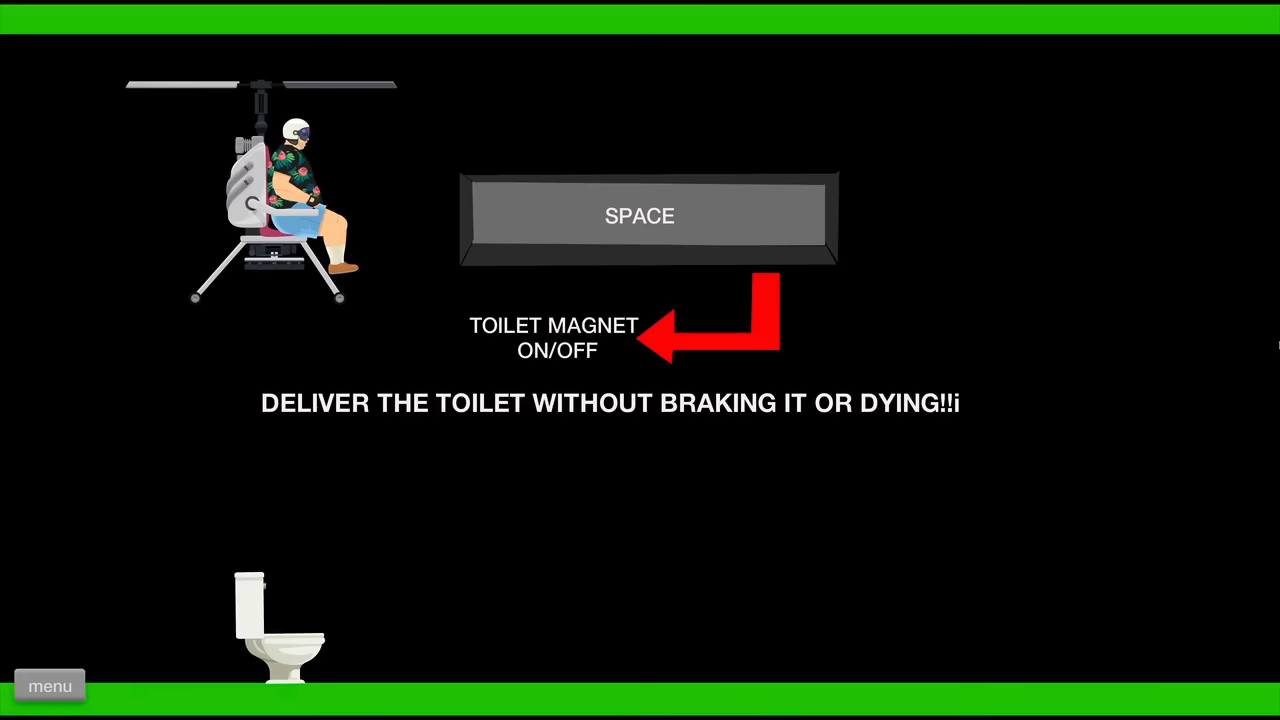 SPACE
TOILET MAGNET
ON/OFF
DELIVER THE TOILET WITHOUT BRAKING IT OR DYING!!i
menu